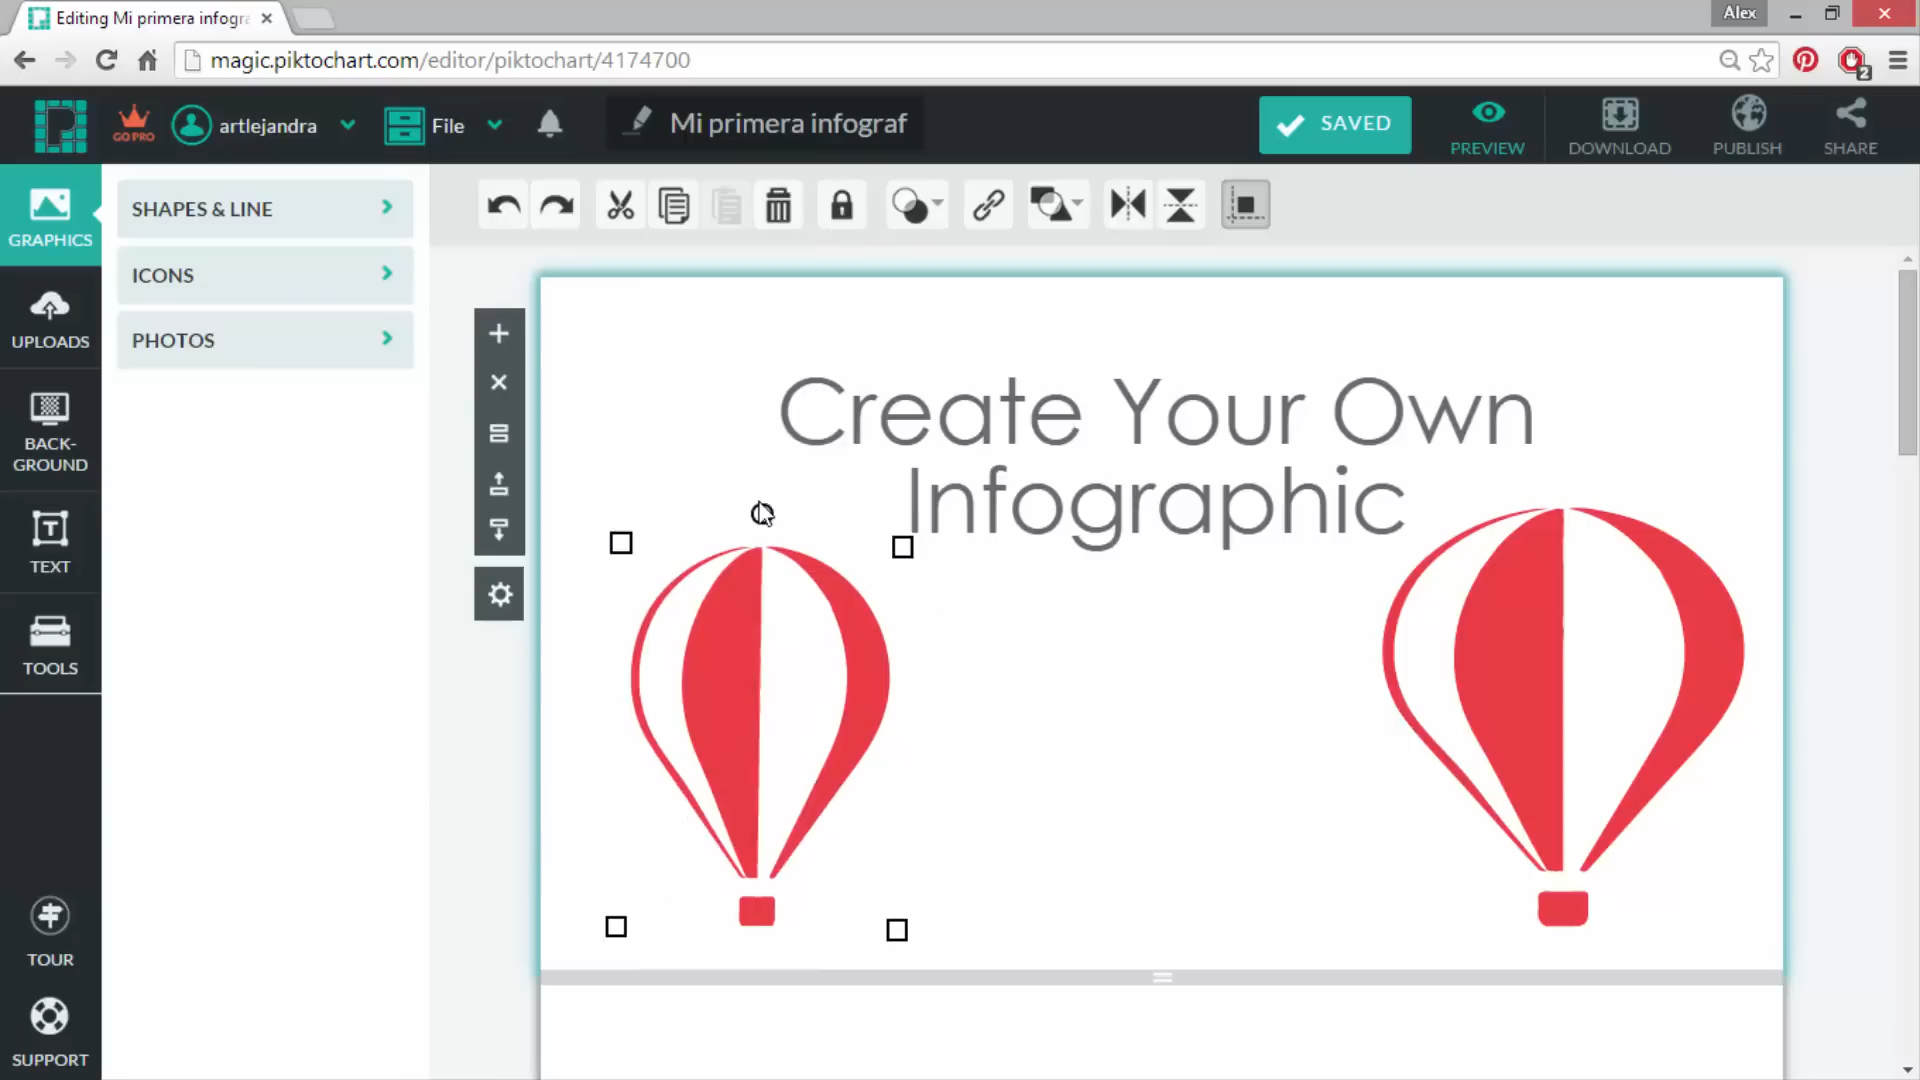 Editing Mi primera infogra
Alex
magic.piktochart.com/editor/piktochart/4174700
2
GO PRO
artlejandra
File
Mi primera infograf
SAVED
PREVIEW
DOWNLOAD
PUBLISH
SHARE
GRAPHICS
SHAPES & LINE
ICONS
PHOTOS
UPLOADS
BACK-
GROUND
TEXT
TOOLS
TOUR
SUPPORT
Create Your Own
Infographic